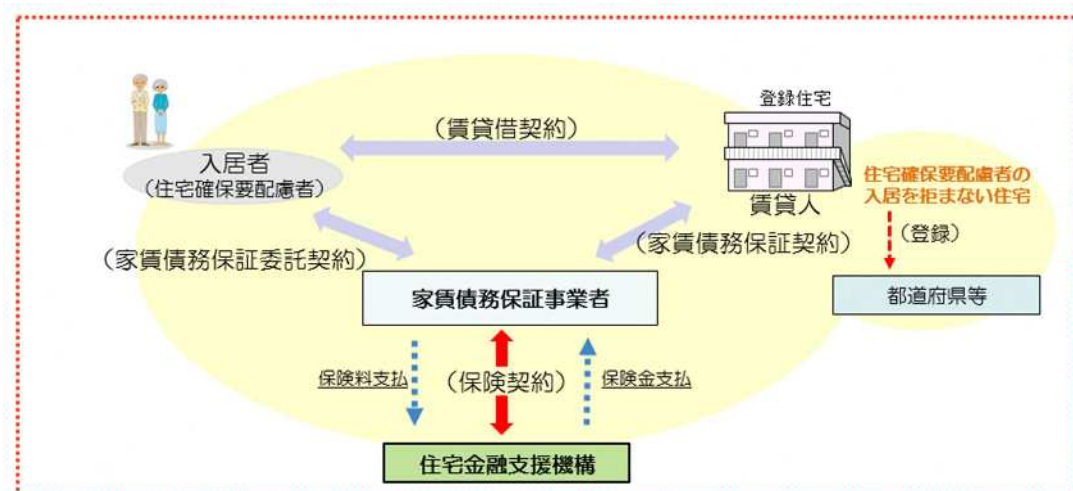 登録住宅
（賃貸借契約）
入居者
（住宅確保要配慮者）
賃貸人
住宅確保要配慮者の
入居を拒まない住宅
（登録）
（家賃債務保証委託契約）
（家賃債務保証契約）
家賃債務保証事業者
都道府県等
保険料支払
（保険契約）
保険金支払
住宅金融支援機構